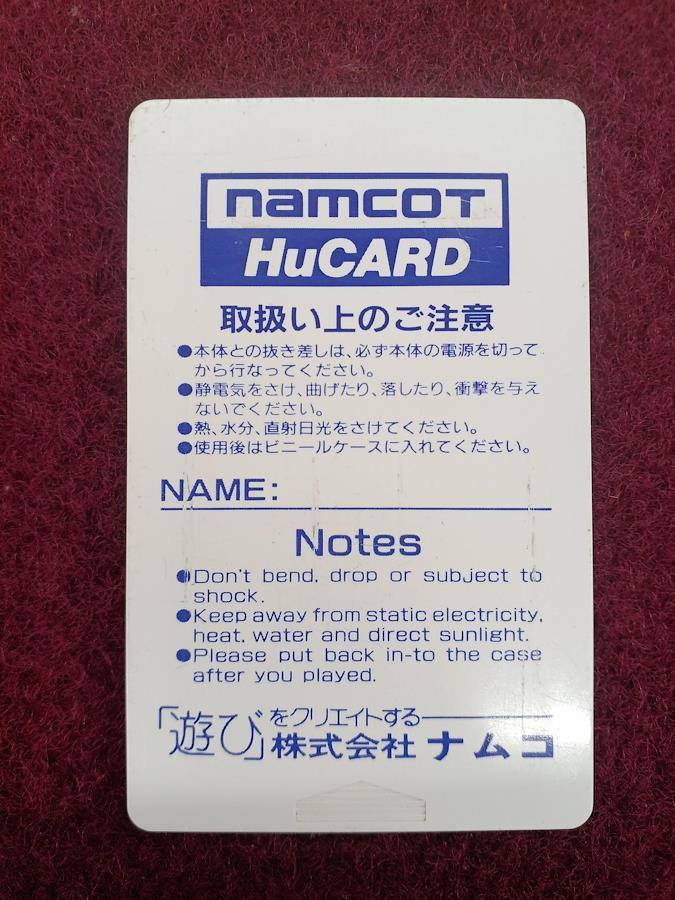 namcoT
HuCARD
取扱い上のご注意
●本体との抜き差しは、必ず本体の電源を切って
から行なってください。
●静電気をさけ、曲げたり、落したり、衝撃を与え
ないでください。
●熱、水分、直射日光をさけてください。
●使用後はビニールケースに入れてください。
NAME:
Notes
●Don't bend, drop or subject to
shock.
●Keep away from static electricity,
heat, water and direct sunlight.
●Please put back in-to the case
after you played.
「遊び」をクリエイトする
株式会社 ナムコ